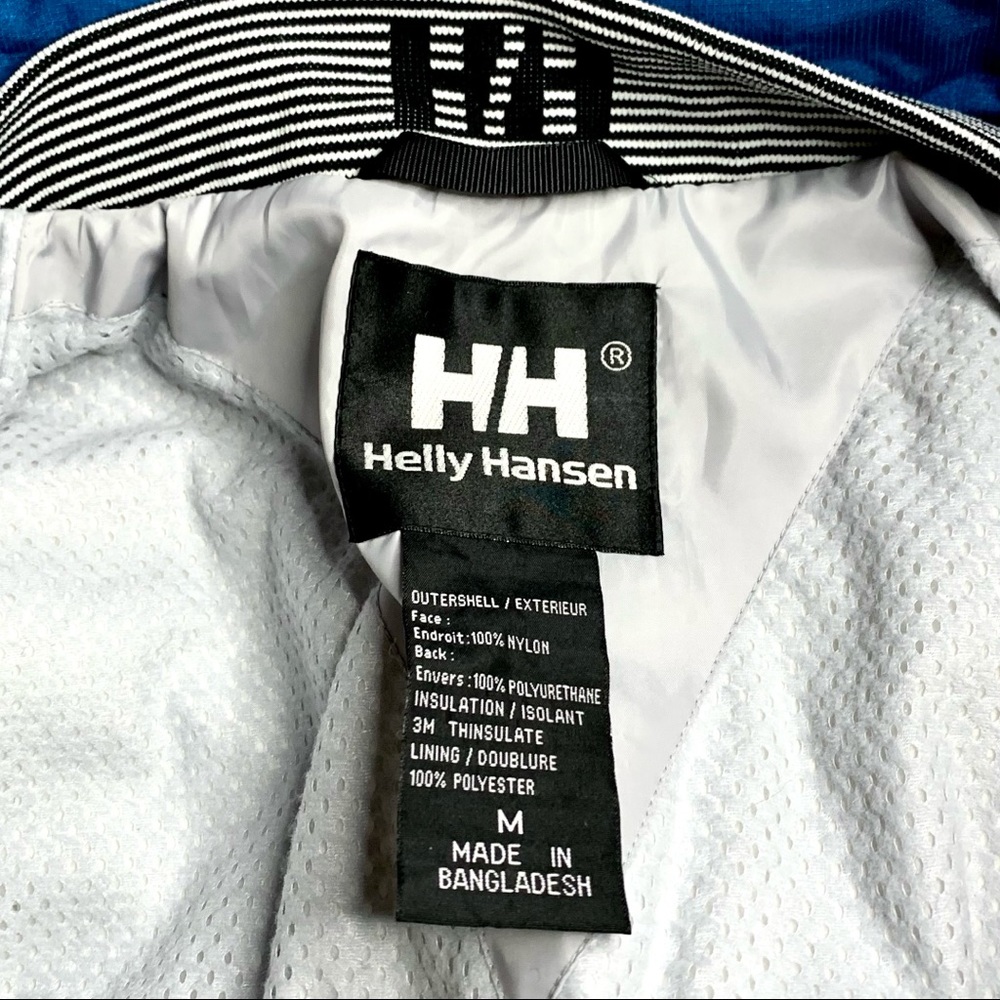 H/H
H/H ®
Helly Hansen
OUTERSHELL / EXTERIEUR
Face :
Endroit :100% NYLON
Back :
Envers :100% POLYURETHANE
INSULATION / ISOLANT
3M THINSULATE
LINING / DOUBLURE
100% POLYESTER
M
MADE IN
BANGLADESH